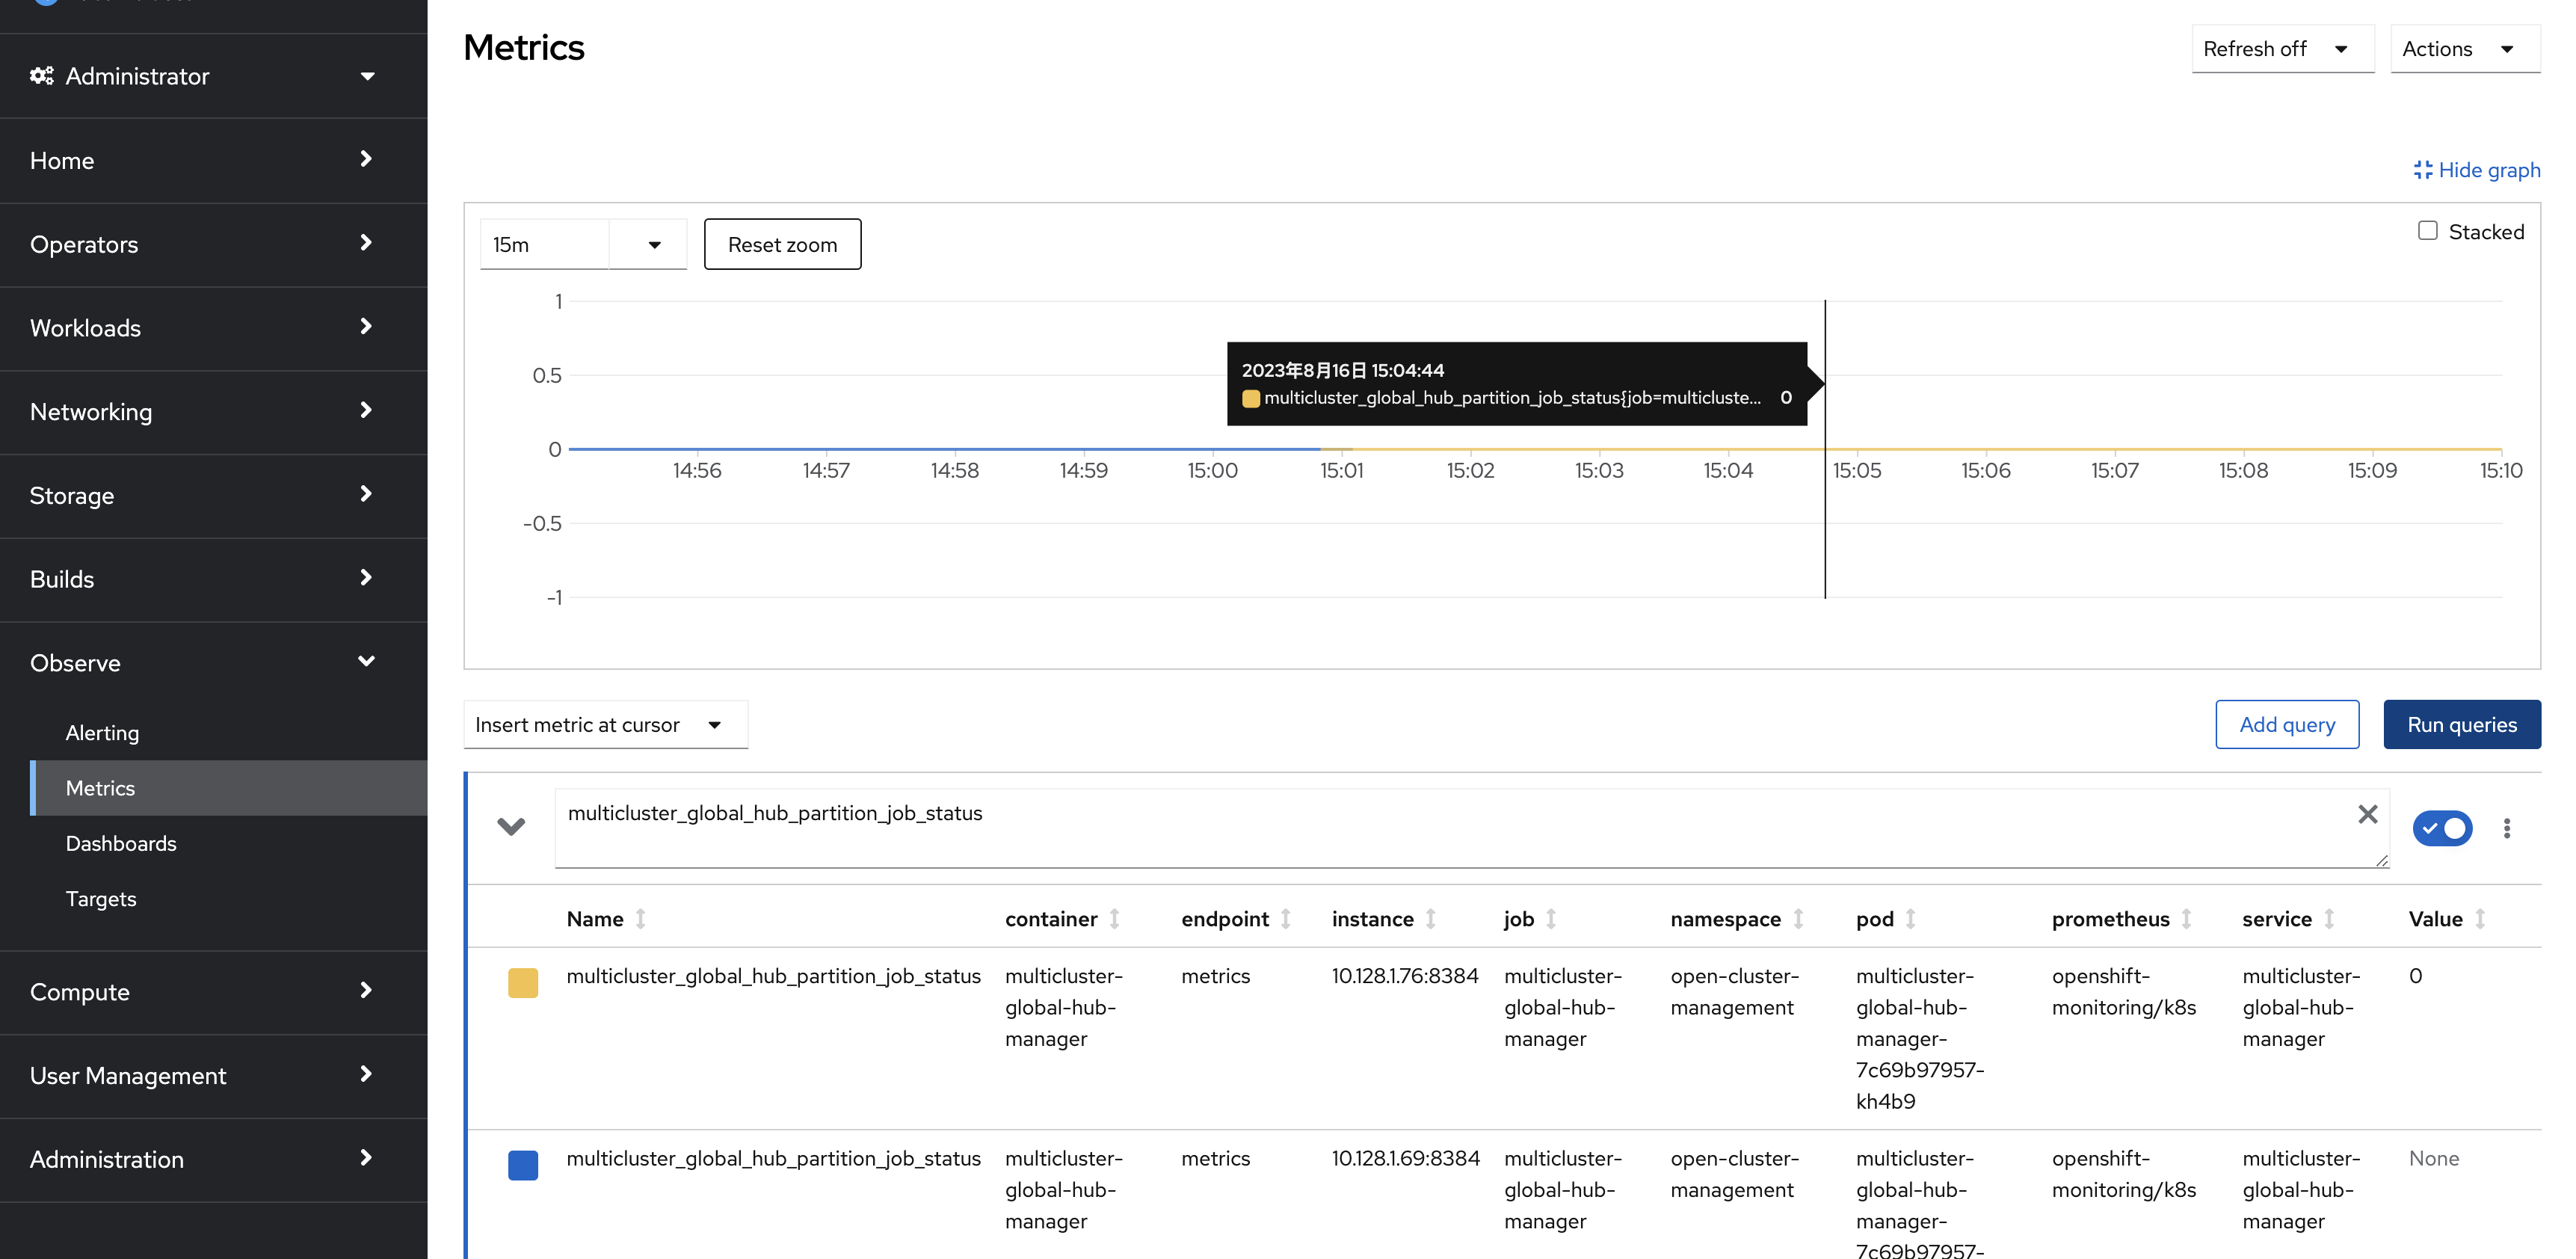 Administrator
Home
Operators
Workloads
Networking
Storage
Builds
Observe
Alerting
Metrics
Dashboards
Targets
Compute
User Management
Administration
Metrics
Refresh off
Actions
Hide graph
15m
Reset zoom
Stacked
1
0.5
0
-0.5
-1
2023年8月16日 15:04:44
multicluster_global_hub_partition_job_status{job=multicluste... 0
14:56 14:57 14:58 14:59 15:00 15:01 15:02 15:03 15:04 15:05 15:06 15:07 15:08 15:09 15:10
Insert metric at cursor
Add query
Run queries
multicluster_global_hub_partition_job_status
Name container endpoint instance job namespace pod prometheus service Value
multicluster_global_hub_partition_job_status multicluster- metrics 10.128.1.76:8384 multicluster- open-cluster- multicluster- openshift- multicluster- 0
global-hub- global-hub- management global-hub- monitoring/k8s global-hub-
manager manager manager- manager
7c69b97957-
kh4b9
multicluster_global_hub_partition_job_status multicluster- metrics 10.128.1.69:8384 multicluster- open-cluster- multicluster- openshift- multicluster- None
global-hub- global-hub- management global-hub- monitoring/k8s global-hub-
manager manager manager- manager
7c69b97957-